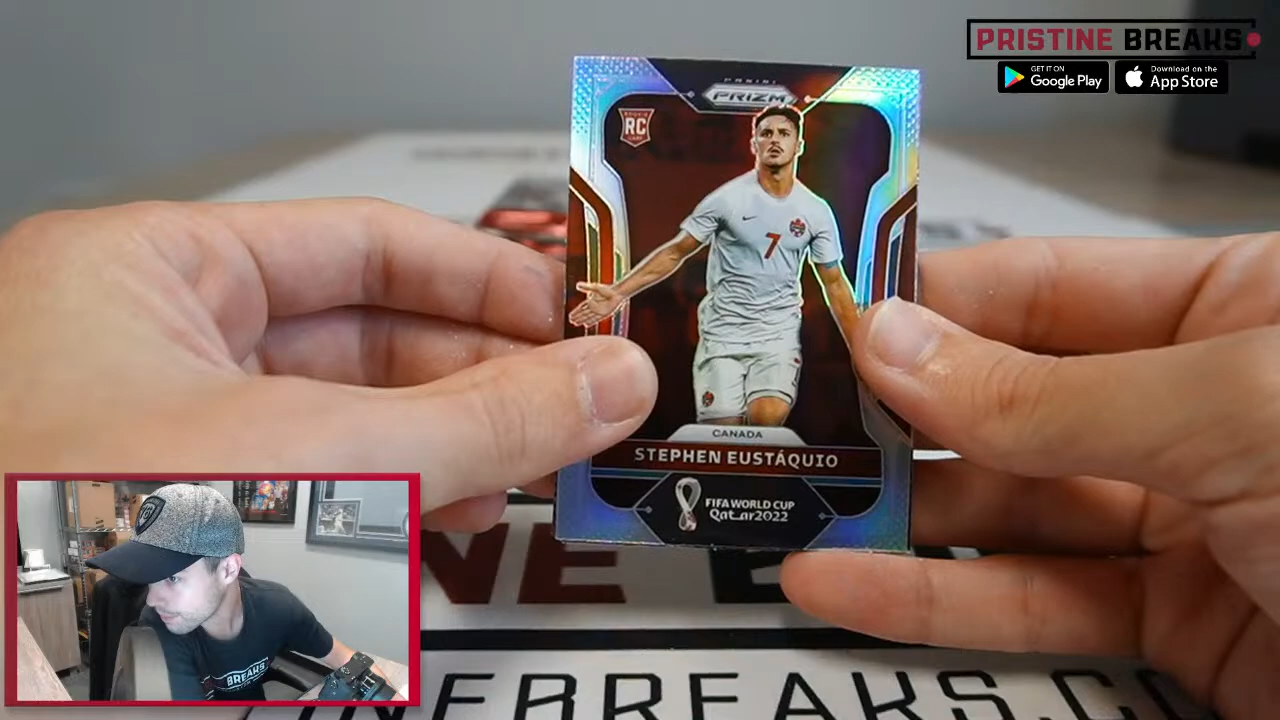 PRISTINE BREAKS
GET IT ON
Google Play
Download on the
App Store
PANINI
PRIZM
ROOKIE
RC
CARD
7
CANADA
STEPHEN EUSTÁQUIO
FIFA WORLD CUP
Qatar2022
BREAKS
NEBREAKS.CO